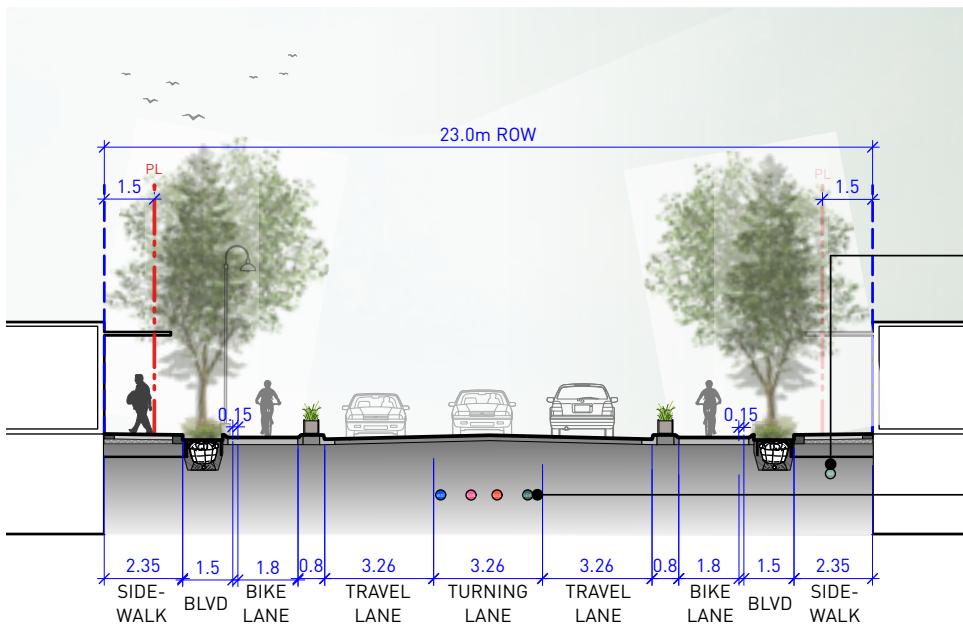 23.0m ROW
PL
PL
1.5
1.5
0.15
0.15
2.35
1.5
1.8
0.8
3.26
3.26
3.26
0.8
1.8
1.5
2.35
SIDE-
WALK
BLVD
BIKE
LANE
TRAVEL
LANE
TURNING
LANE
TRAVEL
LANE
BIKE
LANE
BLVD
SIDE-
WALK